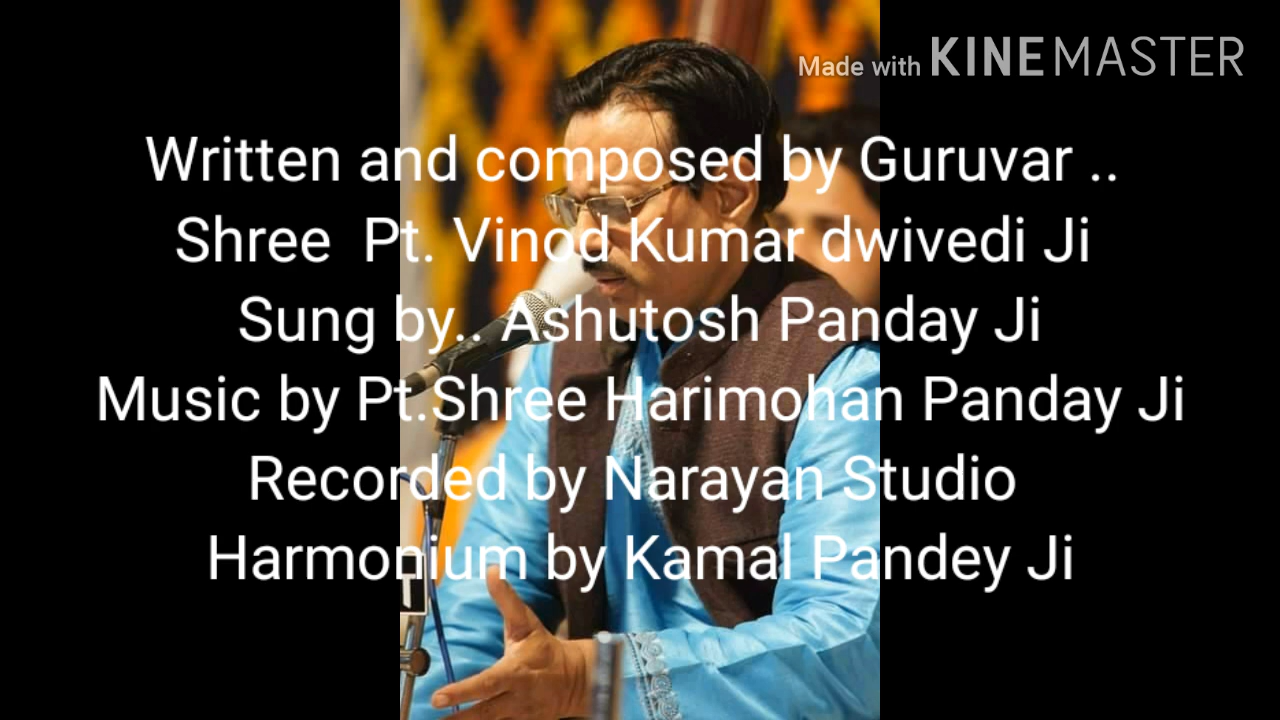 Made with KINEMASTER
Written and composed by Guruvar ..
Shree Pt. Vinod Kumar dwivedi Ji
Sung by.. Ashutosh Panday Ji
Music by Pt.Shree Harimohan Panday Ji
Recorded by Narayan Studio
Harmonium by Kamal Pandey Ji